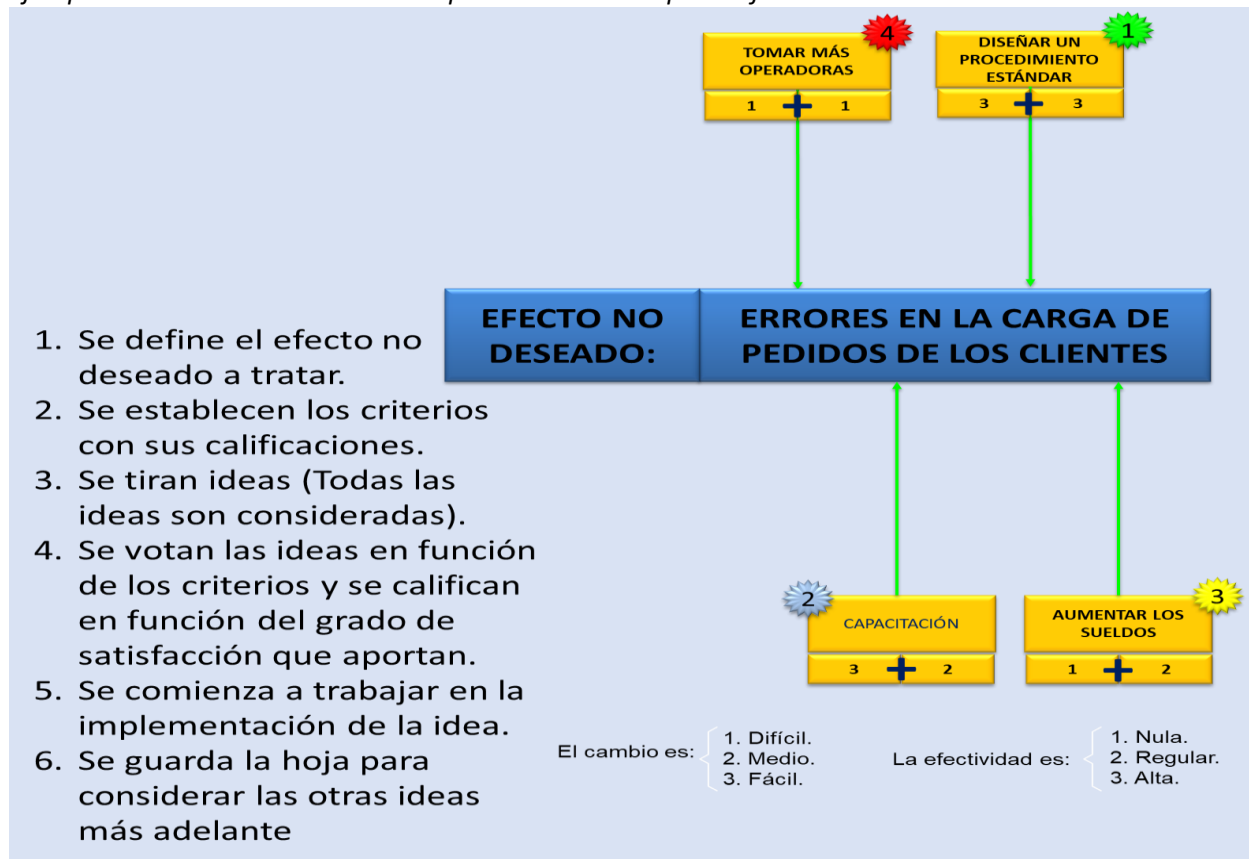 4
1
TOMAR MÁS
OPERADORAS
1 + 1
DISEÑAR UN
PROCEDIMIENTO
ESTÁNDAR
3 + 3
EFECTO NO
DESEADO:
ERRORES EN LA CARGA DE
PEDIDOS DE LOS CLIENTES
1. Se define el efecto no
deseado a tratar.
2. Se establecen los criterios
con sus calificaciones.
3. Se tiran ideas (Todas las
ideas son consideradas).
4. Se votan las ideas en función
de los criterios y se califican
en función del grado de
satisfacción que aportan.
5. Se comienza a trabajar en la
implementación de la idea.
6. Se guarda la hoja para
considerar las otras ideas
más adelante
2
CAPACITACIÓN
3 + 2
3
AUMENTAR LOS
SUELDOS
1 + 2
El cambio es:
1. Difícil.
2. Medio.
3. Fácil.
La efectividad es:
1. Nula.
2. Regular.
3. Alta.